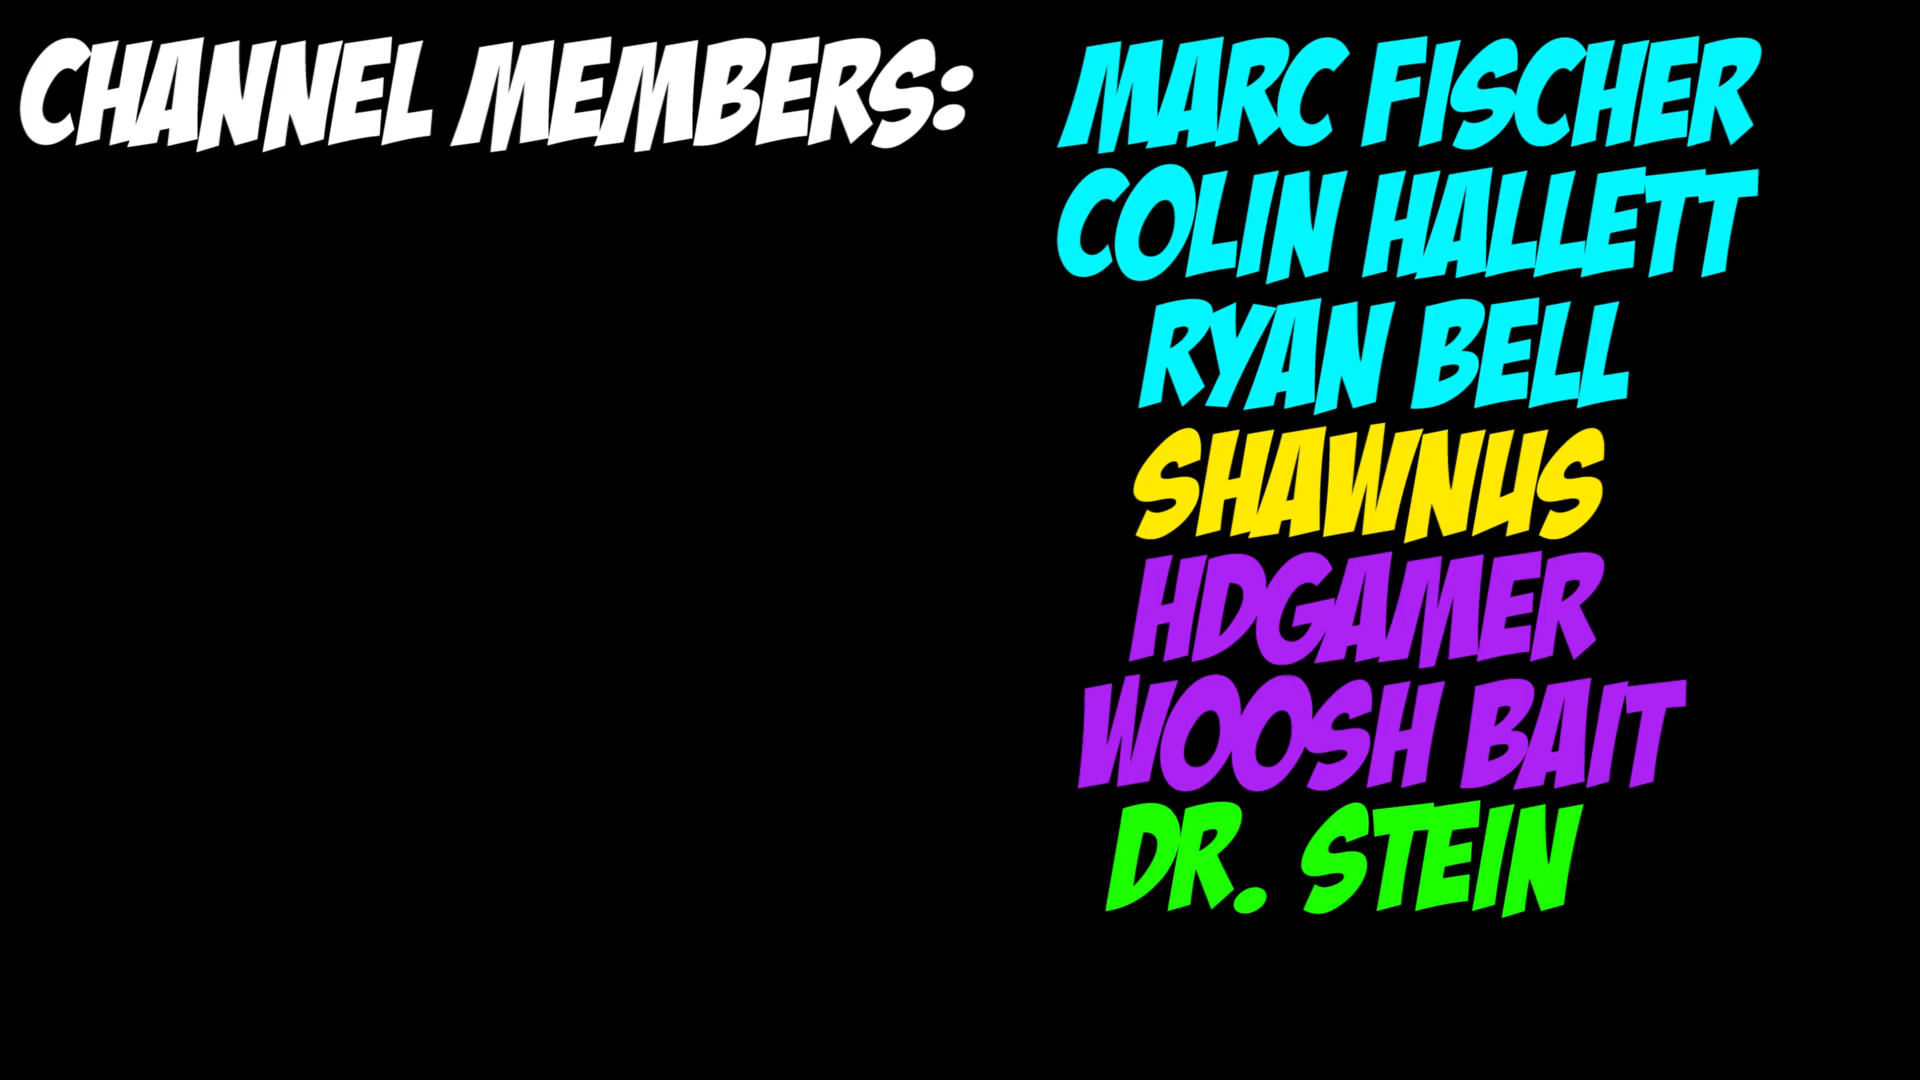 CHANNEL MEMBERS:
MARC FISCHER
COLIN HALLETT
RYAN BELL
SHAWNUS
HDGAMER
WOOSH BAIT
DR. STEIN